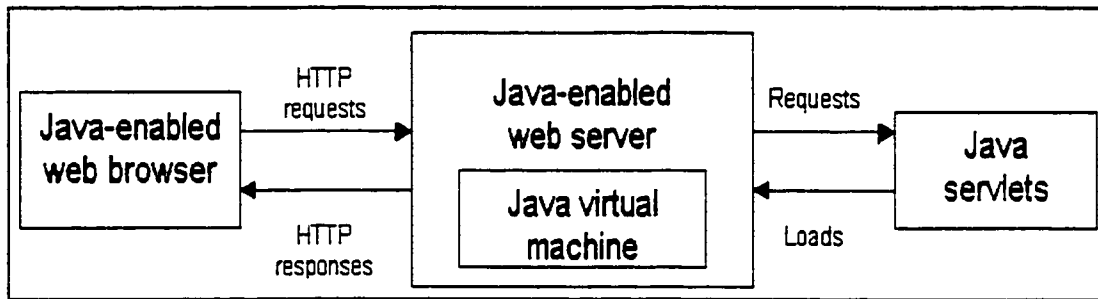 Java-enabled
web browser
HTTP
requests
HTTP
responses
Java-enabled
web server
Java virtual
machine
Requests
Loads
Java
servlets